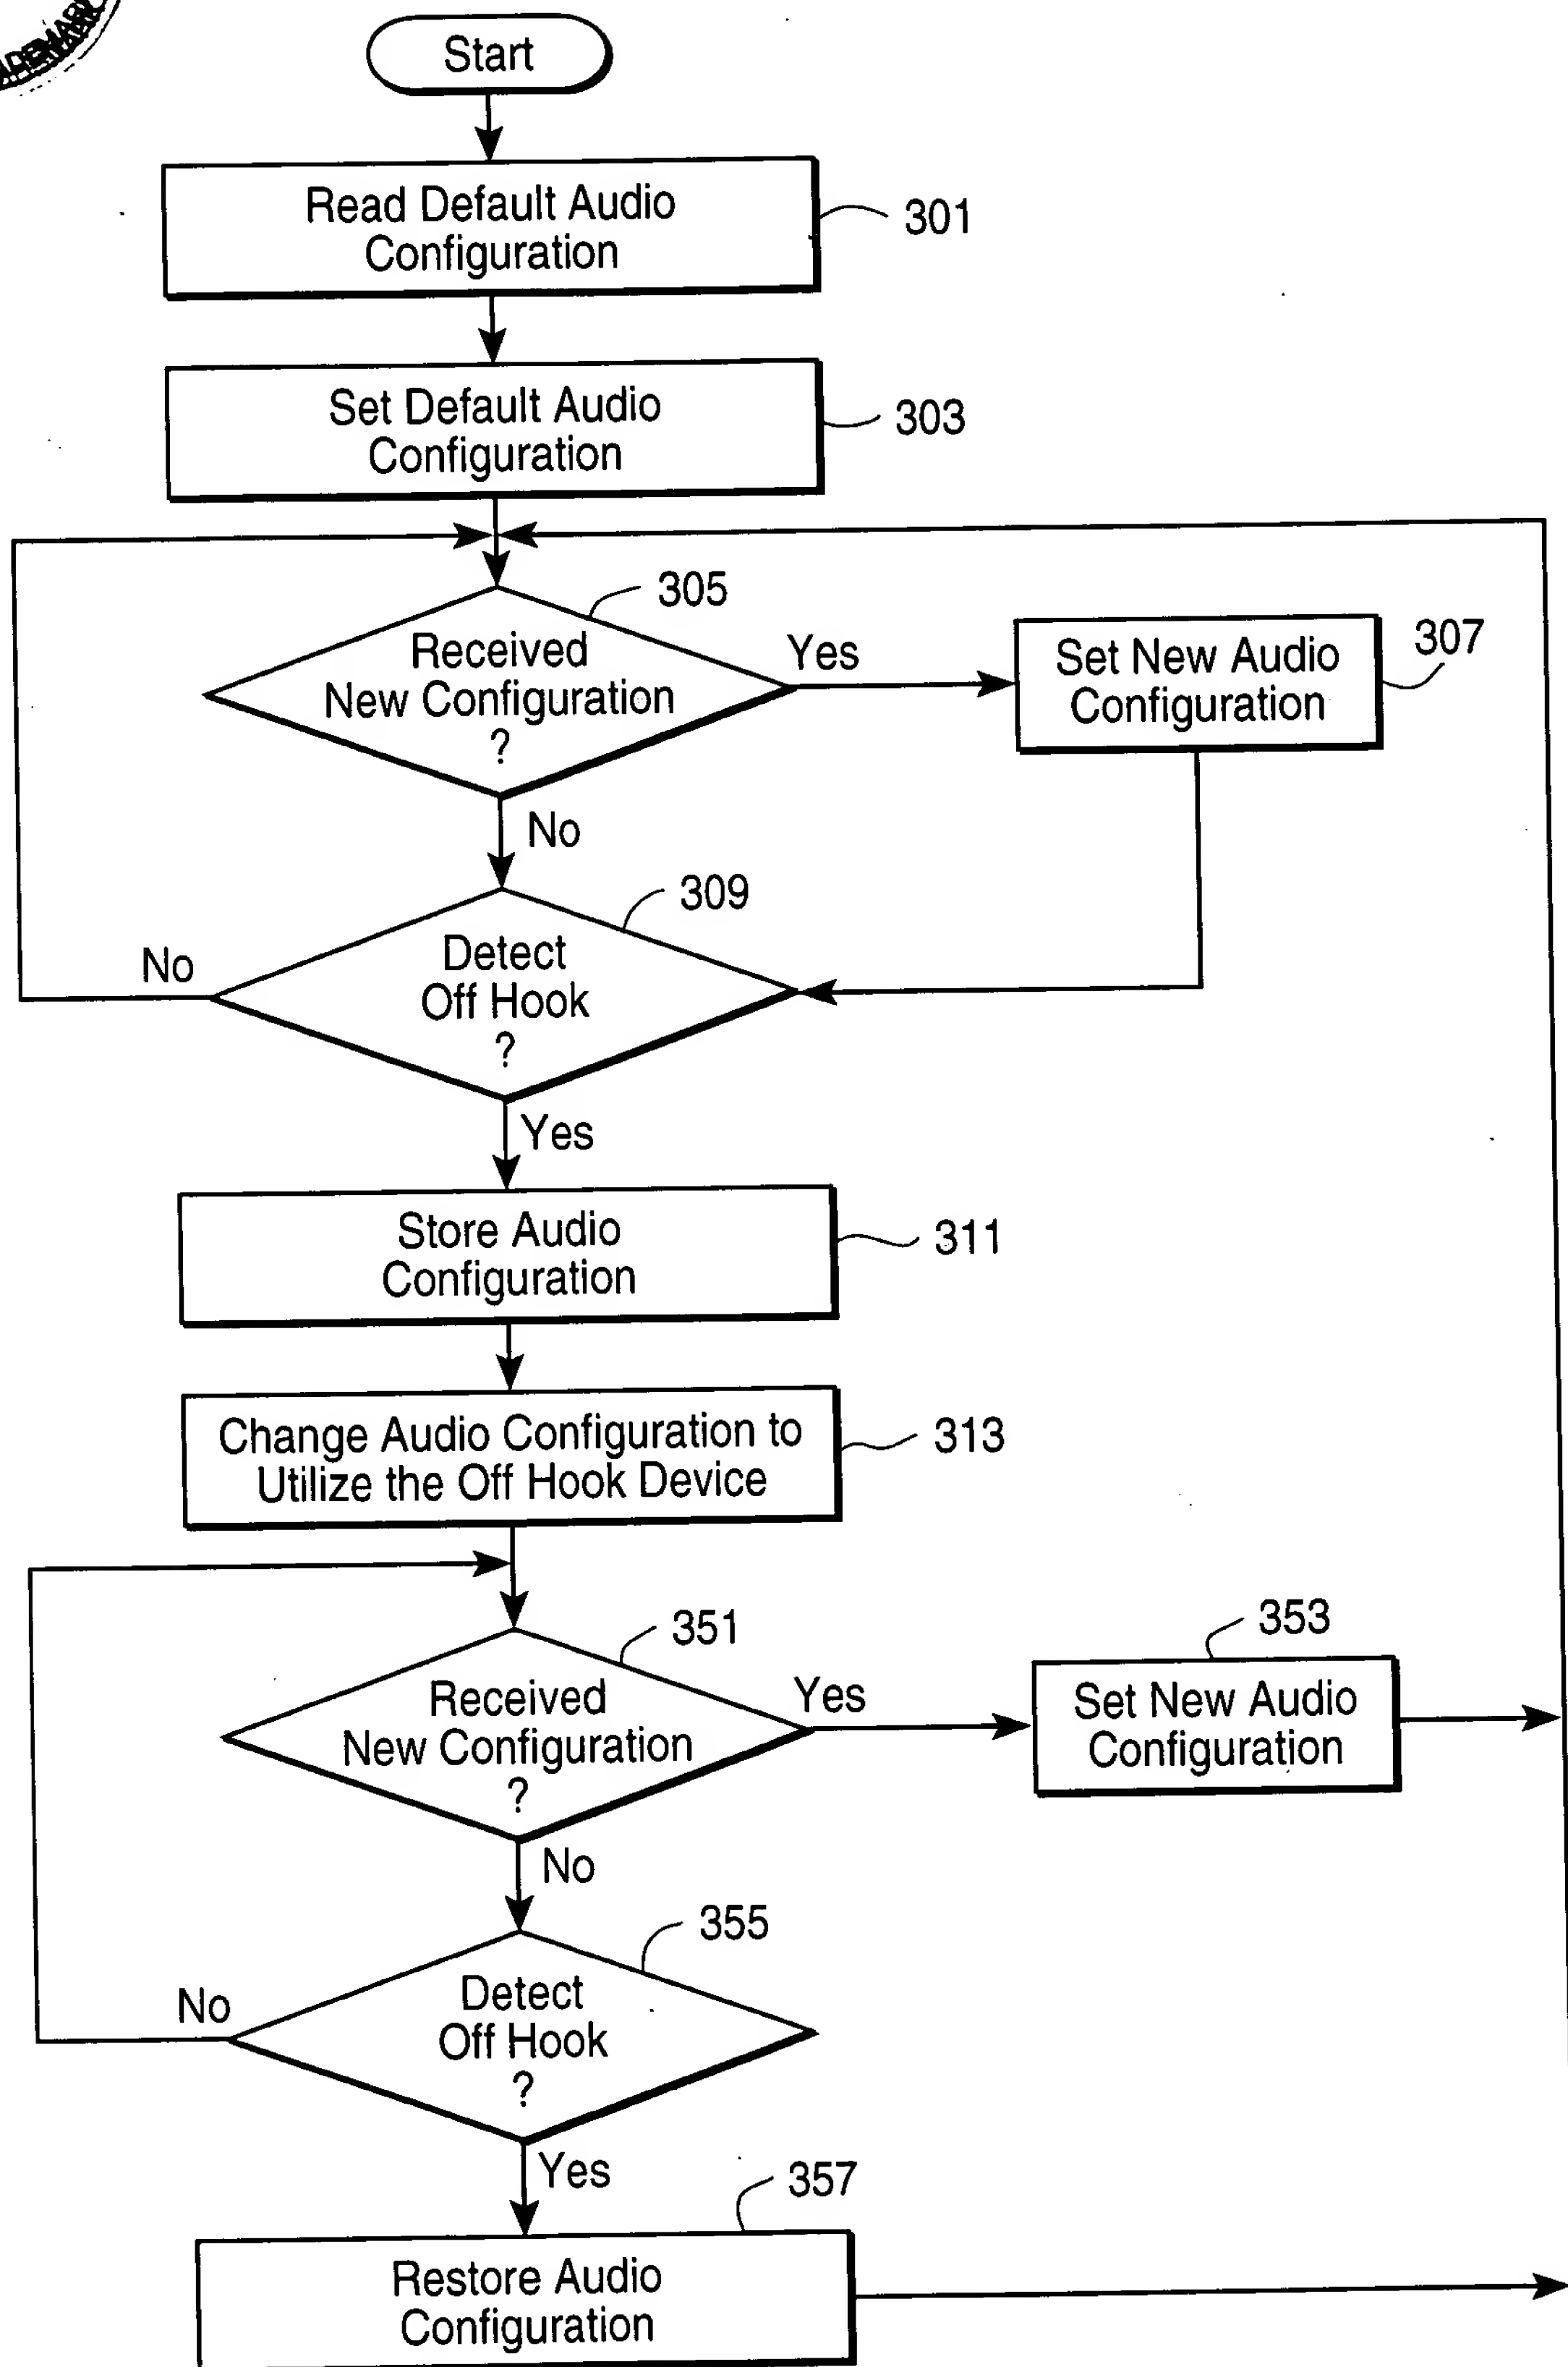 Start
Read Default Audio
Configuration
301
Set Default Audio
Configuration
303
305
Received
New Configuration
?
Yes
Set New Audio
Configuration
307
No
309
Detect
Off Hook
?
No
Yes
Store Audio
Configuration
311
Change Audio Configuration to
Utilize the Off Hook Device
313
351
Received
New Configuration
?
Yes
353
Set New Audio
Configuration
No
355
Detect
Off Hook
?
No
Yes
357
Restore Audio
Configuration